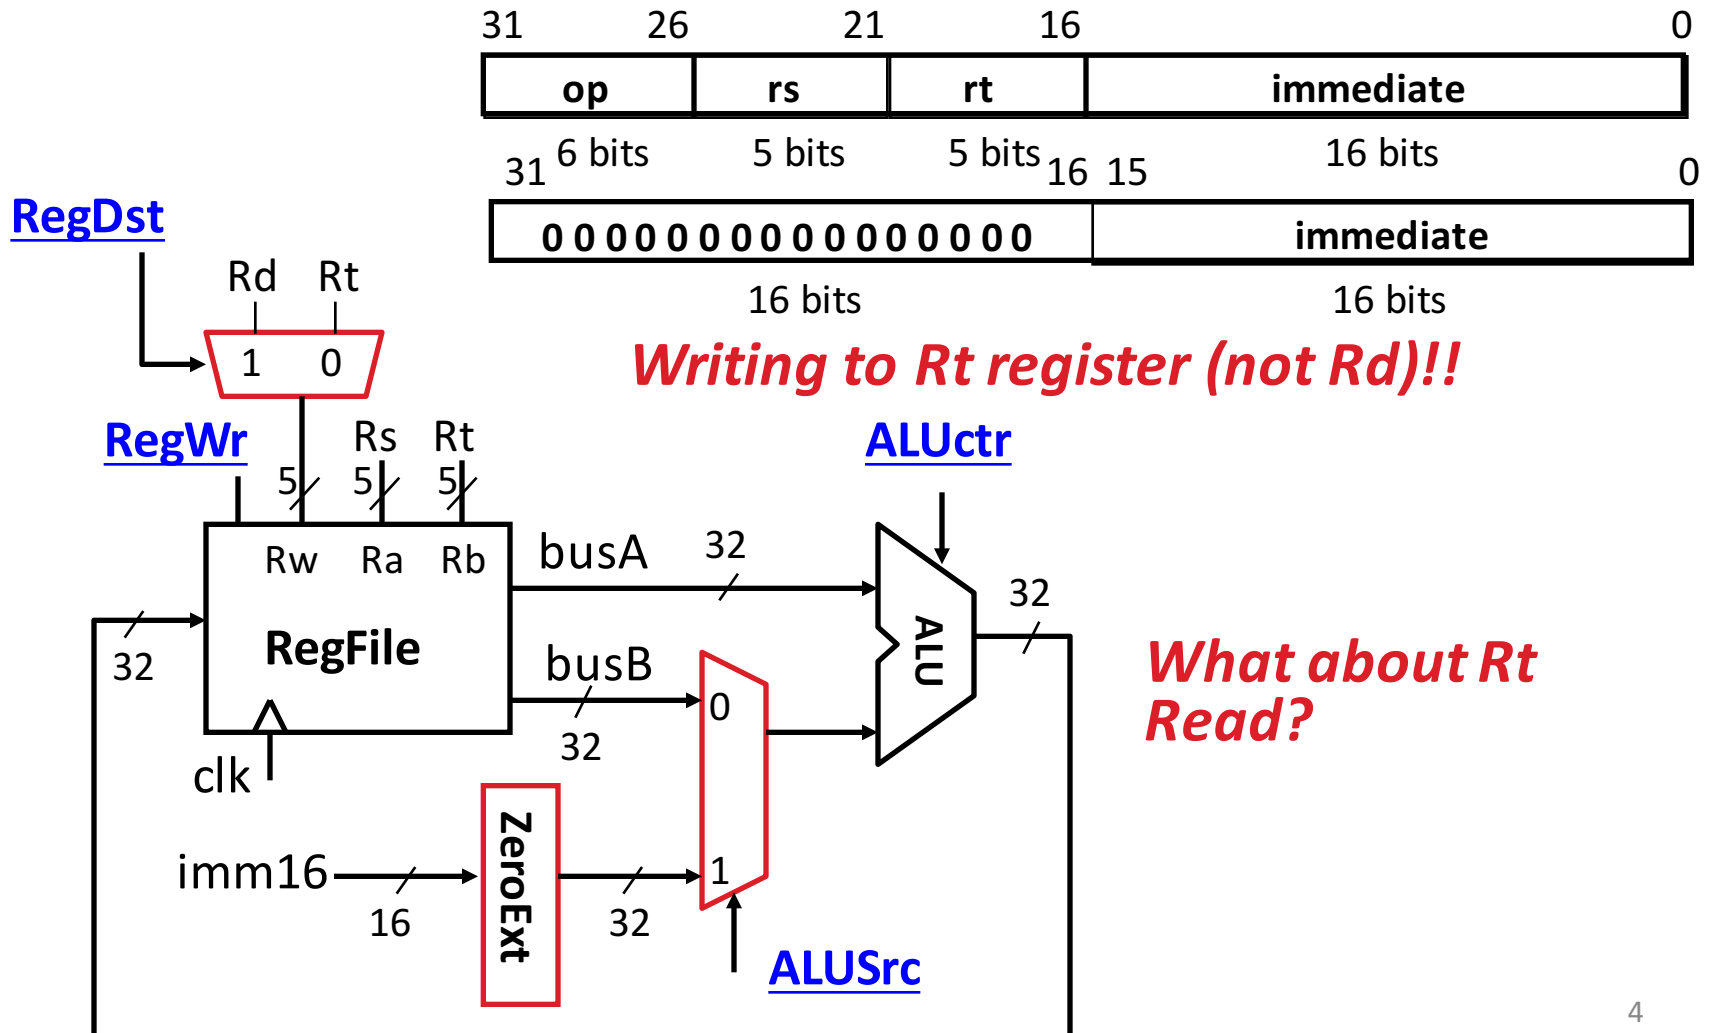 31 26 21 16 0
op rs rt immediate
6 bits 5 bits 5 bits 16 bits
31 16 15 0
0 0 0 0 0 0 0 0 0 0 0 0 0 0 0 0 immediate
16 bits 16 bits
RegDst
Rd Rt
1 0
Writing to Rt register (not Rd)!!
RegWr Rs Rt ALUctr
5 5 5
Rw Ra Rb
busA 32
32
RegFile
ALU
32
busB
0
32
What about Rt
Read?
clk
ZeroExt
imm16
1
16
32
ALUSrc
4